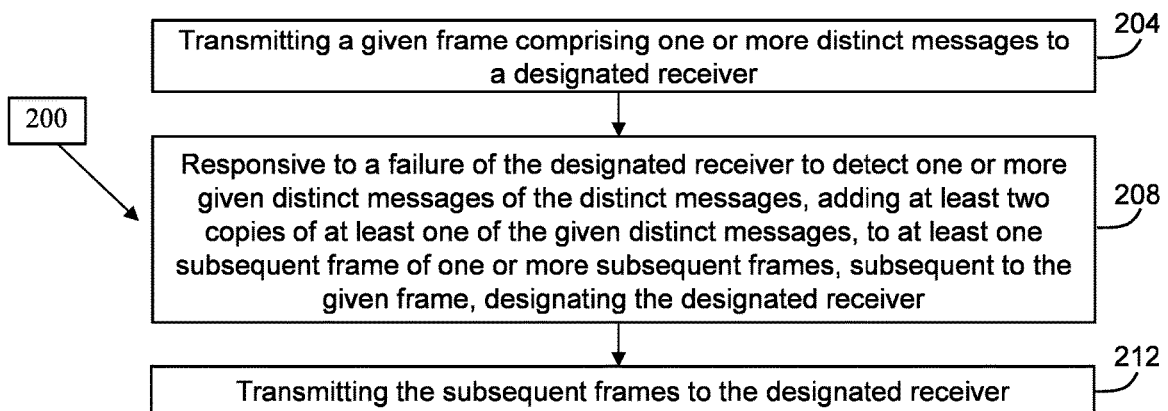 Transmitting a given frame comprising one or more distinct messages to
a designated receiver
204
200
Responsive to a failure of the designated receiver to detect one or more
given distinct messages of the distinct messages, adding at least two
copies of at least one of the given distinct messages, to at least one
subsequent frame of one or more subsequent frames, subsequent to the
given frame, designating the designated receiver
208
Transmitting the subsequent frames to the designated receiver
212